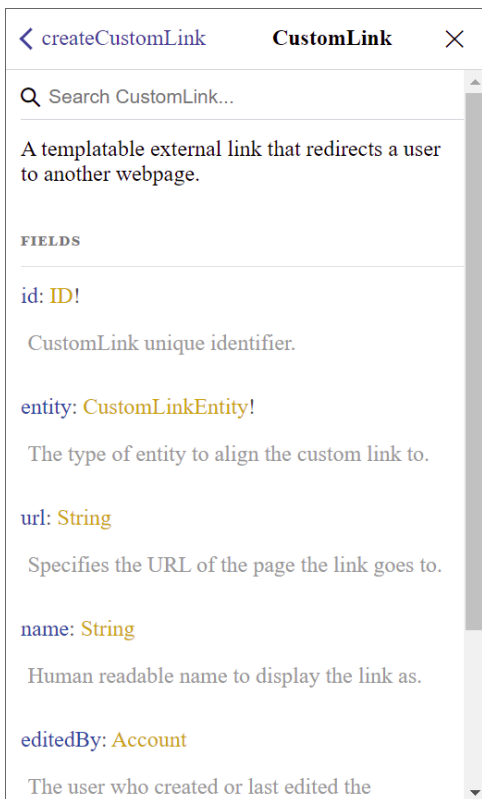 createCustomLink CustomLink
Search CustomLink...
A templatable external link that redirects a user
to another webpage.
FIELDS
id: ID!
CustomLink unique identifier.
entity: CustomLinkEntity!
The type of entity to align the custom link to.
url: String
Specifies the URL of the page the link goes to.
name: String
Human readable name to display the link as.
editedBy: Account
The user who created or last edited the